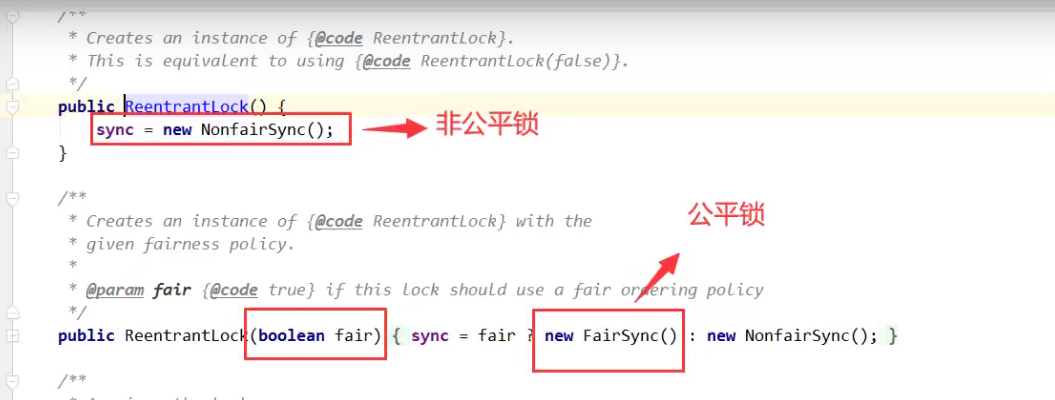 /**
* Creates an instance of {@code ReentrantLock}.
* This is equivalent to using {@code ReentrantLock(false)}.
*/
public ReentrantLock() {
sync = new NonfairSync();
非公平锁
}
/**
* Creates an instance of {@code ReentrantLock} with the
公平锁
* given fairness policy.
*
* @param fair {@code true} if this lock should use a fair ordering policy
*/
public ReentrantLock(boolean fair) { sync = fair ? new FairSync() : new NonfairSync(); }
/**